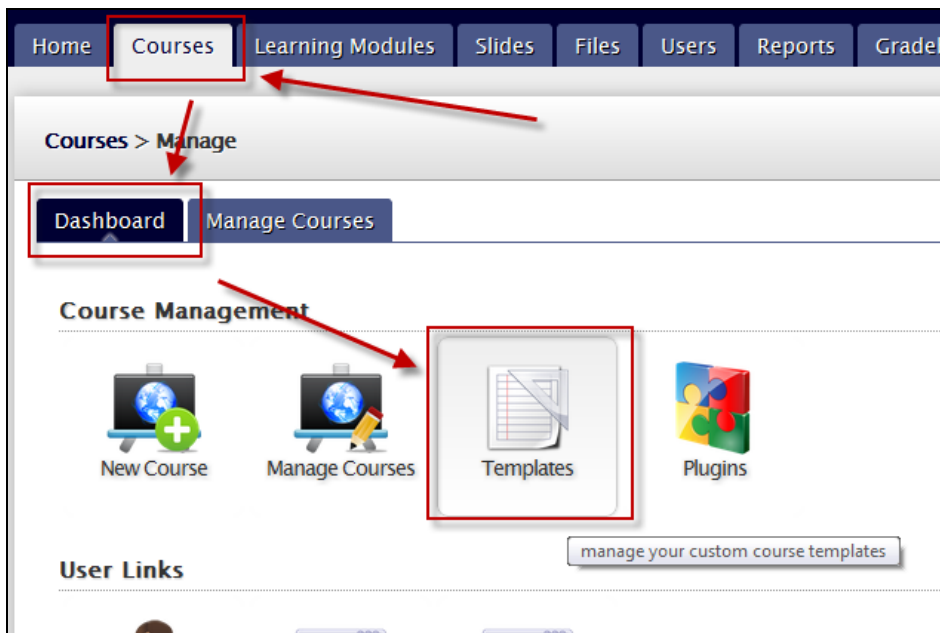 Home Courses Learning Modules Slides Files Users Reports
Courses > Manage
Dashboard Manage Courses
Course Management
New Course Manage Courses Templates Plugins
manage your custom course templates
User Links